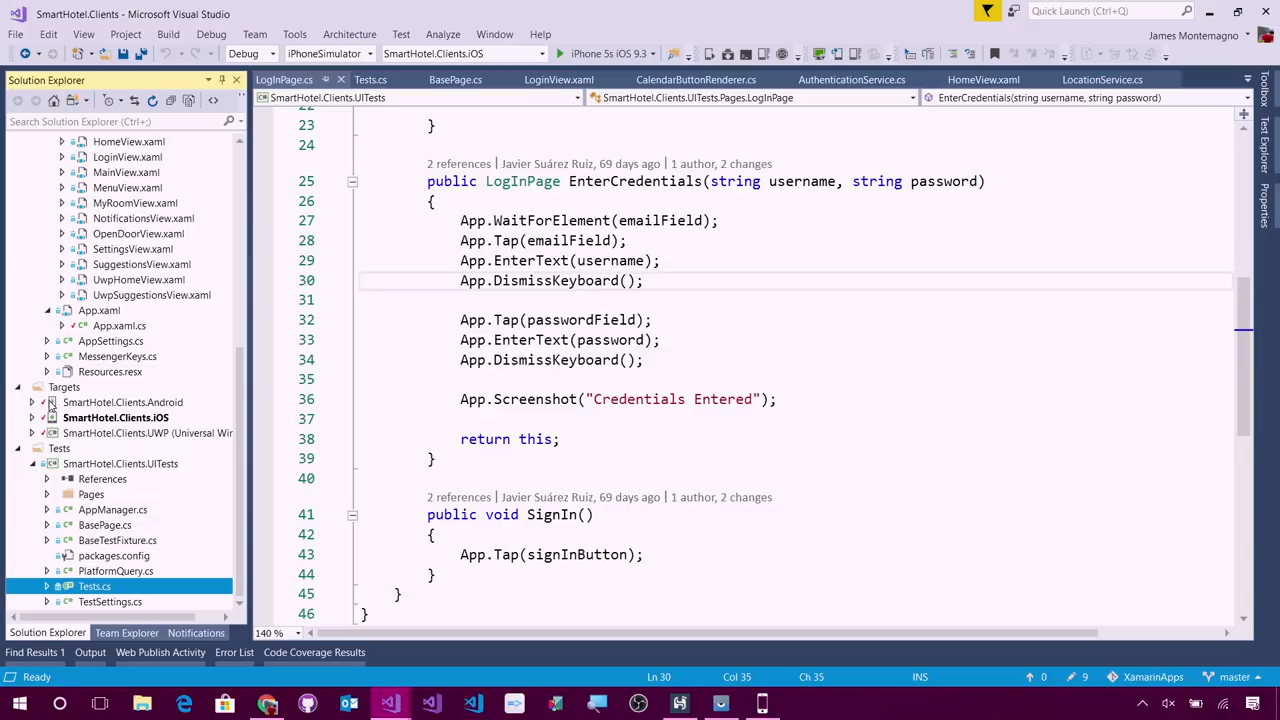 SmartHotel.Clients - Microsoft Visual Studio
Quick Launch (Ctrl+Q)
File Edit View Project Build Debug Team Tools Architecture Test Analyze Window Help
James Montemagno
Debug iPhoneSimulator SmartHotel.Clients.iOS iPhone 5s iOS 9.3
Solution Explorer
LogInPage.cs Tests.cs BasePage.cs LoginView.xaml CalendarButtonRenderer.cs AuthenticationService.cs HomeView.xaml LocationService.cs
SmartHotel.Clients.UITests SmartHotel.Clients.UITests.Pages.LogInPage EnterCredentials(string username, string password)
Search Solution Explorer (Ctrl+;)
HomeView.xaml
LoginView.xaml
MainView.xaml
MenuView.xaml
MyRoomView.xaml
NotificationsView.xaml
OpenDoorView.xaml
SettingsView.xaml
SuggestionsView.xaml
UwpHomeView.xaml
UwpSuggestionsView.xaml
App.xaml
App.xaml.cs
AppSettings.cs
MessengerKeys.cs
Resources.resx
Targets
SmartHotel.Clients.Android
SmartHotel.Clients.iOS
SmartHotel.Clients.UWP (Universal Wir
Tests
SmartHotel.Clients.UITests
References
Pages
AppManager.cs
BasePage.cs
BaseTestFixture.cs
packages.config
PlatformQuery.cs
Tests.cs
TestSettings.cs
23 }
24
2 references | Javier Suárez Ruiz, 69 days ago | 1 author, 2 changes
25 public LogInPage EnterCredentials(string username, string password)
26 {
27 App.WaitForElement(emailField);
28 App.Tap(emailField);
29 App.EnterText(username);
30 App.DismissKeyboard();
31
32 App.Tap(passwordField);
33 App.EnterText(password);
34 App.DismissKeyboard();
35
36 App.Screenshot("Credentials Entered");
37
38 return this;
39 }
40
2 references | Javier Suárez Ruiz, 69 days ago | 1 author, 2 changes
41 public void SignIn()
42 {
43 App.Tap(signInButton);
44 }
45 }
46 }
140 %
Toolbox
Test Explorer
Properties
Solution Explorer Team Explorer Notifications
Find Results 1 Output Web Publish Activity Error List Code Coverage Results
Ready Ln 30 Col 35 Ch 35 INS 0 9 XamarinApps master